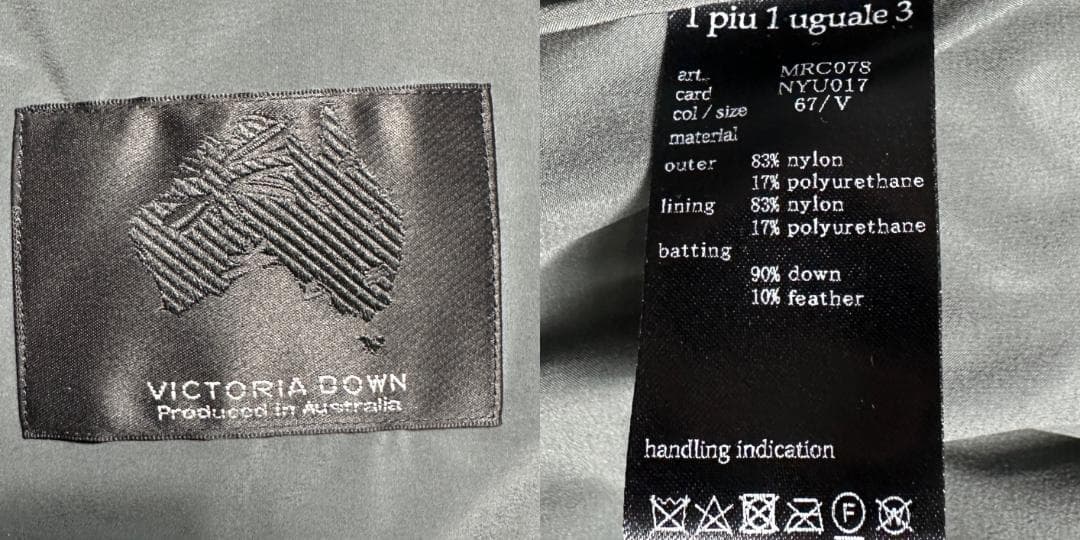 VICTORIA DOWN
Produced in Australia
1 piu 1 uguale 3
art. MRC078
card NYU017
col / size 67/V
material
outer 83% nylon
17% polyurethane
lining 83% nylon
17% polyurethane
batting
90% down
10% feather
handling indication
F
W